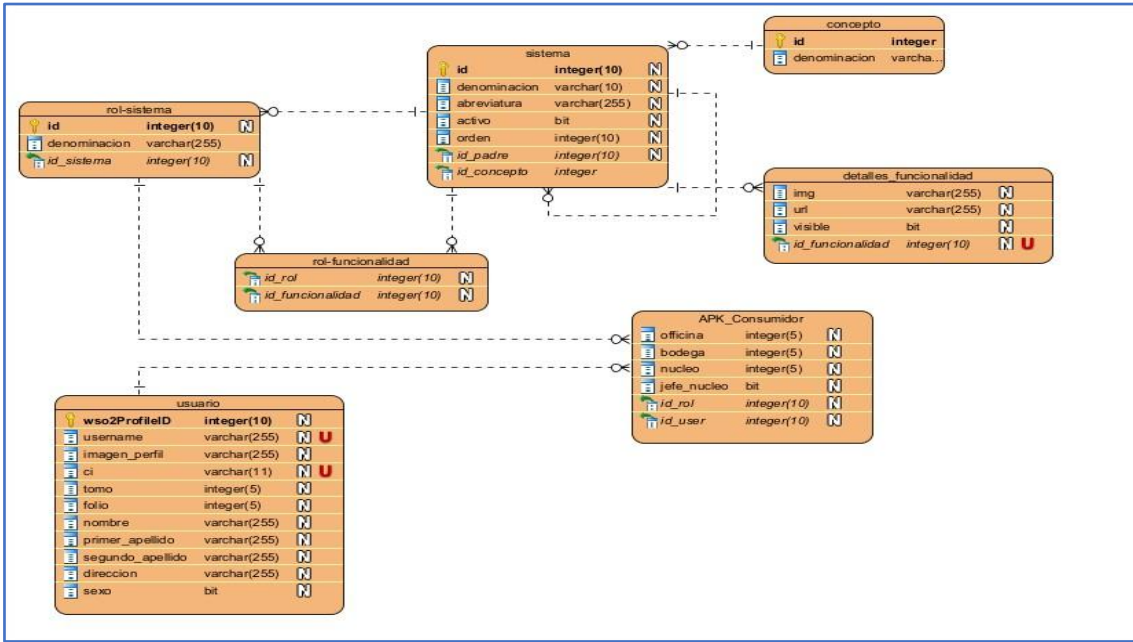 concepto
id integer
denominacion varcha...
sistema
id integer(10) N
denominacion varchar(10) N
abreviatura varchar(255) N
activo bit N
orden integer(10) N
id_padre integer(10) N
id_concepto integer
rol-sistema
id integer(10) N
denominacion varchar(255)
id_sistema integer(10) N
detalles_funcionalidad
img varchar(255) N
url varchar(255) N
visible bit N
id_funcionalidad integer(10) N U
rol-funcionalidad
id_rol integer(10) N
id_funcionalidad integer(10) N
APK_Consumidor
officina integer(5) N
bodega integer(5) N
nucleo integer(5) N
jefe_nucleo bit N
id_rol integer(10) N
id_user integer(10) N
usuario
wso2ProfileID integer(10) N
username varchar(255) N U
imagen_perfil varchar(255) N
ci varchar(11) N U
tomo integer(5) N
folio integer(5) N
nombre varchar(255) N
primer_apellido varchar(255) N
segundo_apellido varchar(255) N
direccion varchar(255) N
sexo bit N